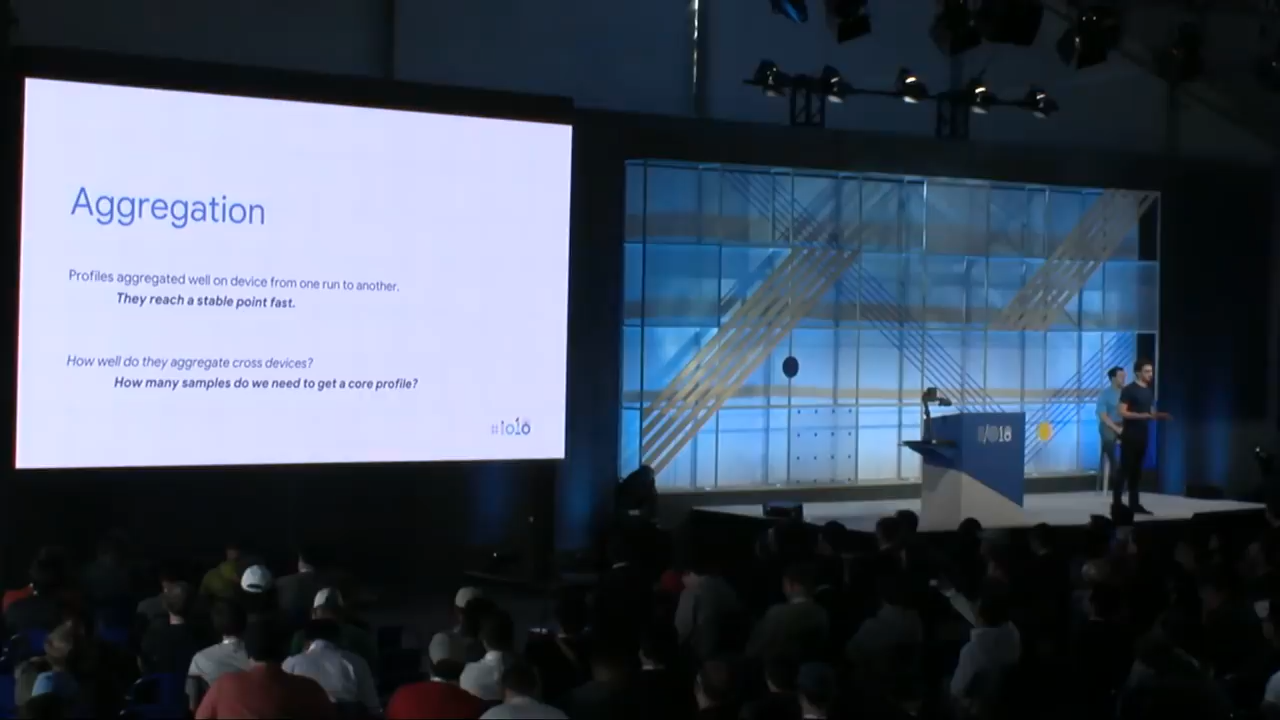 Aggregation
Profiles aggregated well on device from one run to another.
They reach a stable point fast.
How well do they aggregate cross devices?
How many samples do we need to get a core profile?
#io18
I/O18